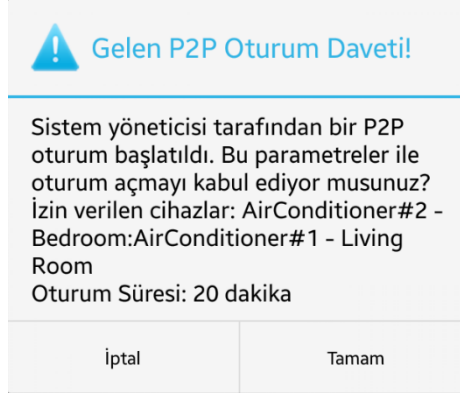 Gelen P2P Oturum Daveti!
Sistem yöneticisi tarafından bir P2P
oturum başlatıldı. Bu parametreler ile
oturum açmayı kabul ediyor musunuz?
İzin verilen cihazlar: AirConditioner#2 -
Bedroom:AirConditioner#1 - Living
Room
Oturum Süresi: 20 dakika
İptal
Tamam